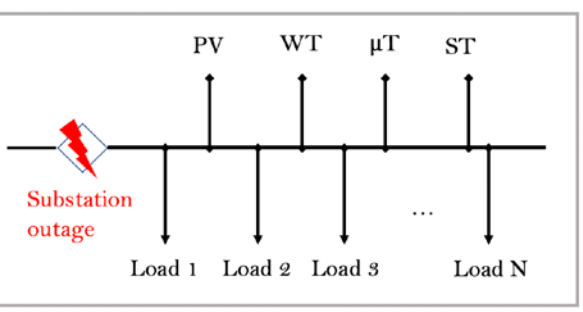 PV WT μT ST
Substation
outage
...
Load 1 Load 2 Load 3 Load N